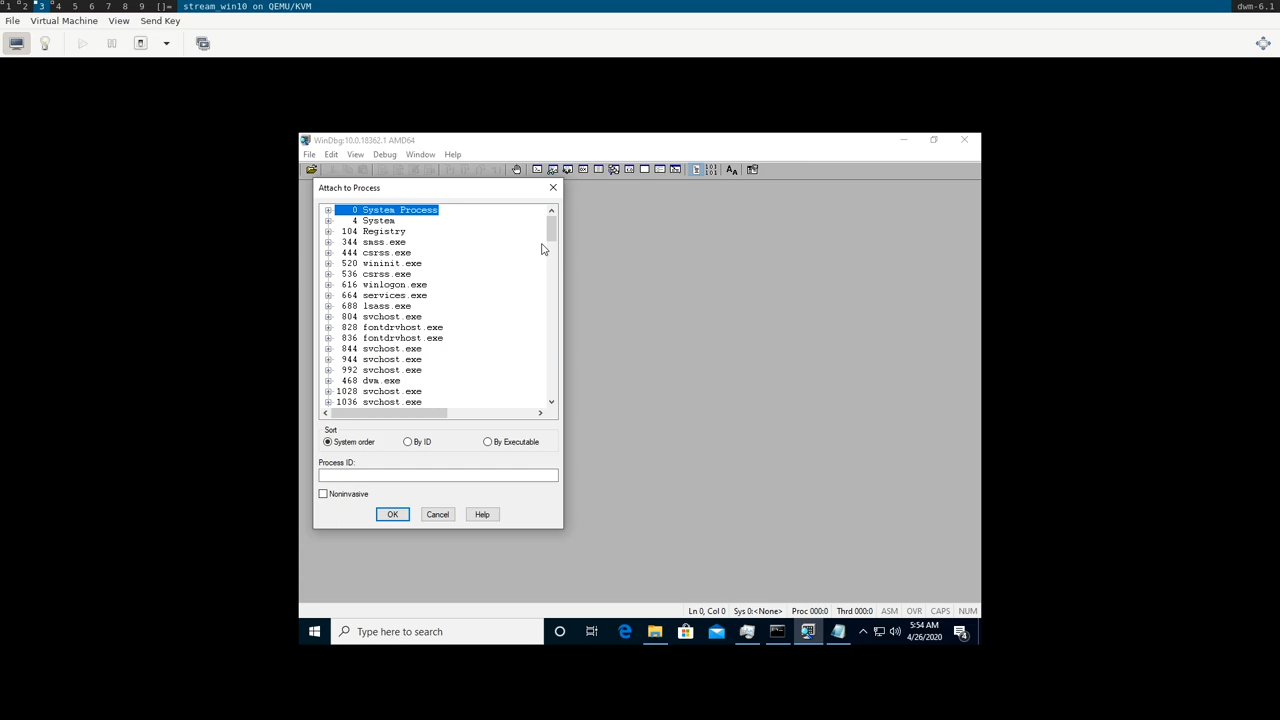 1 2 3 4 5 6 7 8 9 []= stream_win10 on QEMU/KVM dwm-6.1
File Virtual Machine View Send Key
WinDbg:10.0.18362.1 AMD64
File Edit View Debug Window Help
Attach to Process
0 System Process
4 System
104 Registry
344 smss.exe
444 csrss.exe
520 wininit.exe
536 csrss.exe
616 winlogon.exe
664 services.exe
688 lsass.exe
804 svchost.exe
828 fontdrvhost.exe
836 fontdrvhost.exe
844 svchost.exe
944 svchost.exe
992 svchost.exe
468 dwm.exe
1028 svchost.exe
1036 svchost.exe
Sort
System order By ID By Executable
Process ID:
Noninvasive
OK Cancel Help
Ln 0, Col 0 Sys 0:<None> Proc 000:0 Thrd 000:0 ASM OVR CAPS NUM
Type here to search
5:54 AM
4/26/2020
4